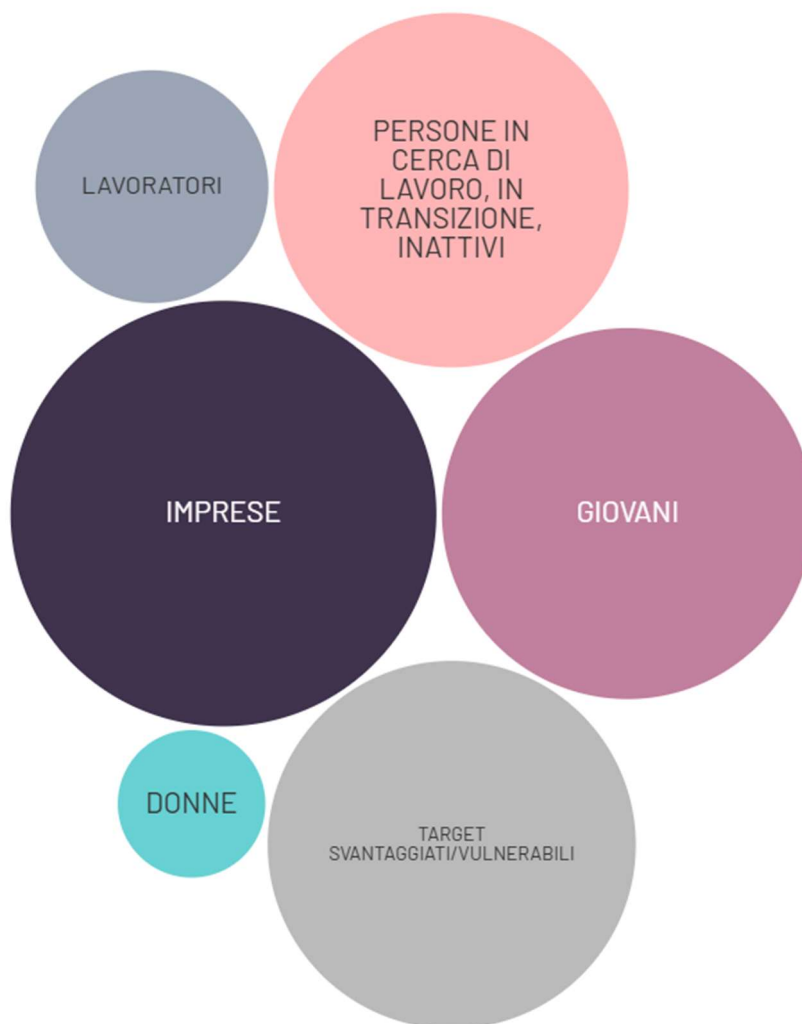 LAVORATORI
PERSONE IN
CERCA DI
LAVORO, IN
TRANSIZIONE,
INATTIVI
IMPRESE
GIOVANI
DONNE
TARGET
SVANTAGGIATI/VULNERABILI